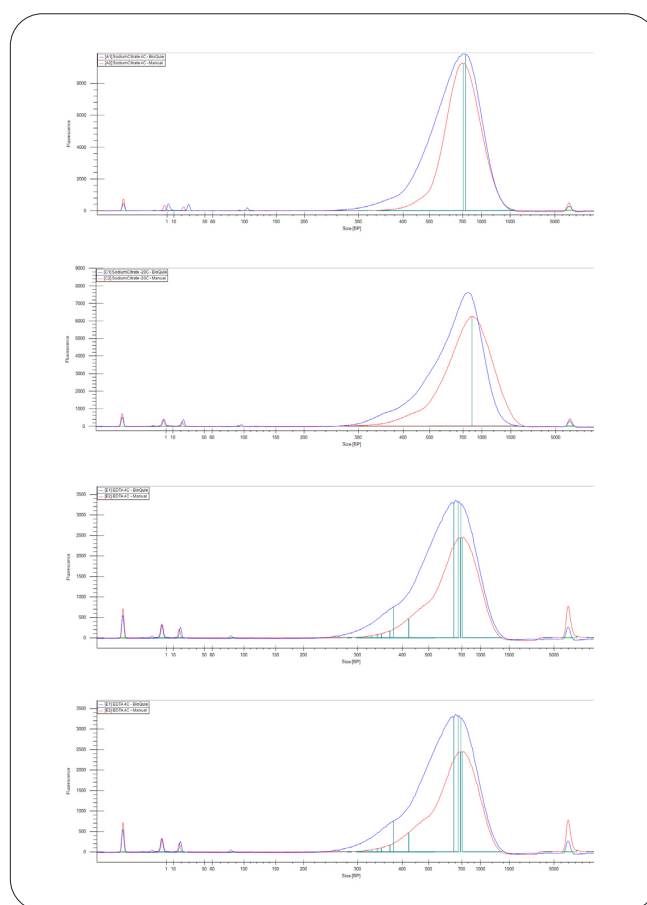 [A1] SodiumCitrate 4C - BioQule
[A2] SodiumCitrate 4C - Manual
Fluorescence
8000
6000
4000
2000
0
1 10 50 60 100 200 300 400 500 700 1000 1500 5000
Size [BP]
[C1] SodiumCitrate -20C - BioQule
[C2] SodiumCitrate -20C - Manual
Fluorescence
9000
8000
7000
6000
5000
4000
3000
2000
1000
0
1 10 50 60 100 200 300 400 500 700 1000 1500 5000
Size [BP]
[E1] EDTA 4C - BioQule
[E2] EDTA 4C - Manual
Fluorescence
3500
3000
2500
2000
1500
1000
500
0
1 10 50 60 100 200 300 400 500 700 1000 1500 5000
Size [BP]
[E1] EDTA 4C - BioQule
[E2] EDTA 4C - Manual
Fluorescence
3500
3000
2500
2000
1500
1000
500
0
1 10 50 60 100 200 300 400 500 700 1000 1500 5000
Size [BP]